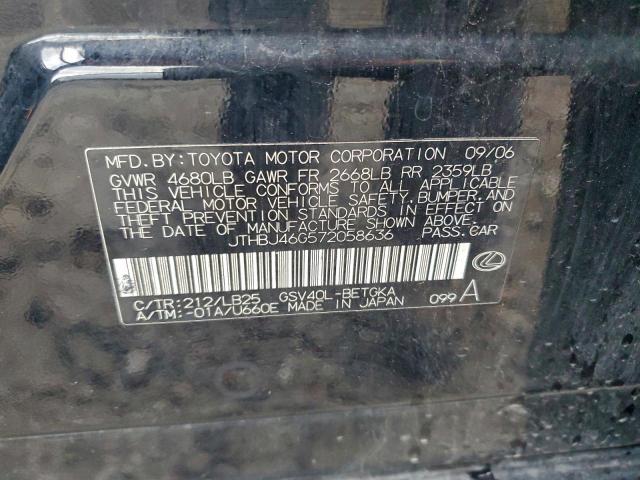 MFD.BY:TOYOTA MOTOR CORPORATION 09/06
GVWR 4680LB GAWR FR 2668LB RR 2359LB
THIS VEHICLE CONFORMS TO ALL APPLICABLE
FEDERAL MOTOR VEHICLE SAFETY,BUMPER,AND
THEFT PREVENTION STANDARDS IN EFFECT ON
THE DATE OF MANUFACTURE SHOWN ABOVE.
JTHBJ46G572058636 PASS.CAR
C/TR:212/LB25 GSV40L-BETGKA
A/TM:-01A/U660E MADE IN JAPAN 099 A